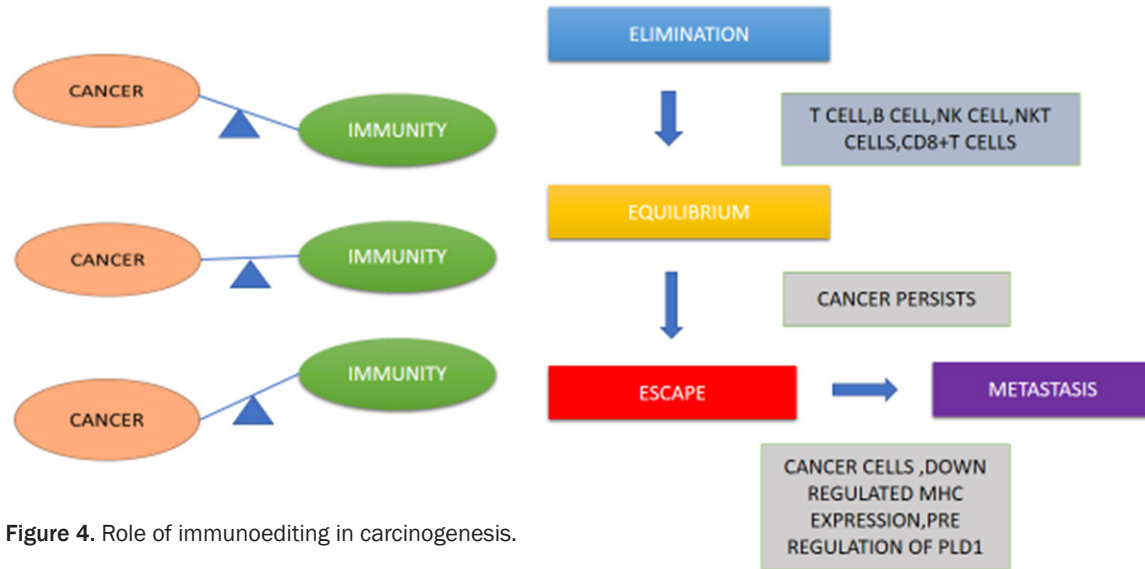 CANCER
IMMUNITY
CANCER
IMMUNITY
CANCER
IMMUNITY
ELIMINATION
T CELL,B CELL,NK CELL,NKT
CELLS,CD8+T CELLS
EQUILIBRIUM
CANCER PERSISTS
ESCAPE
METASTASIS
CANCER CELLS ,DOWN
REGULATED MHC
EXPRESSION,PRE
REGULATION OF PLD1
Figure 4. Role of immunoediting in carcinogenesis.